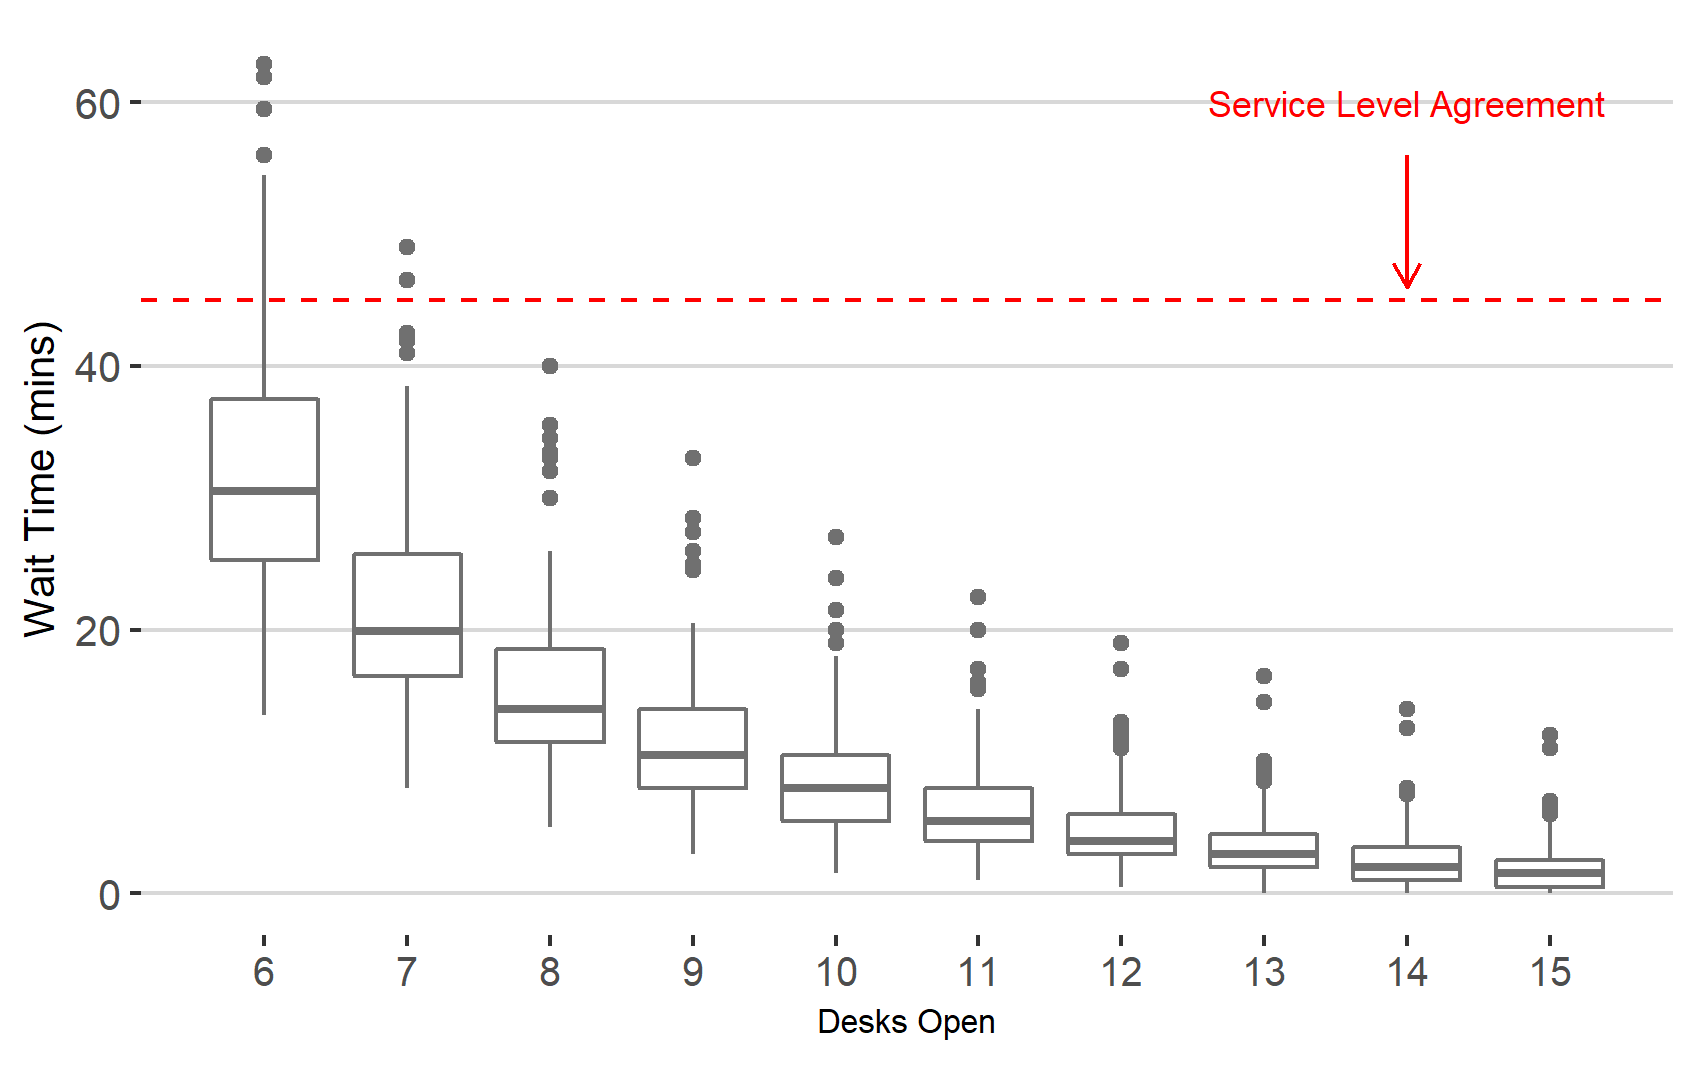 60
Service Level Agreement
40
20
0
Wait Time (mins)
6 7 8 9 10 11 12 13 14 15
Desks Open